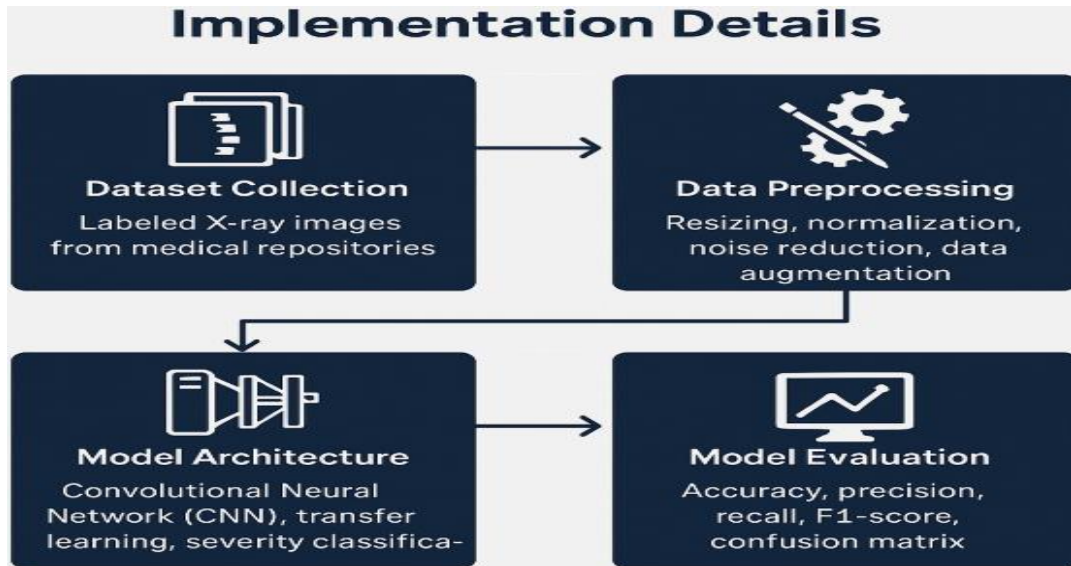 Implementation Details
Dataset Collection
Labeled X-ray images
from medical repositories
Data Preprocessing
Resizing, normalization,
noise reduction, data
augmentation
Model Architecture
Convolutional Neural
Network (CNN), transfer
learning, severity classifica-
Model Evaluation
Accuracy, precision,
recall, F1-score,
confusion matrix